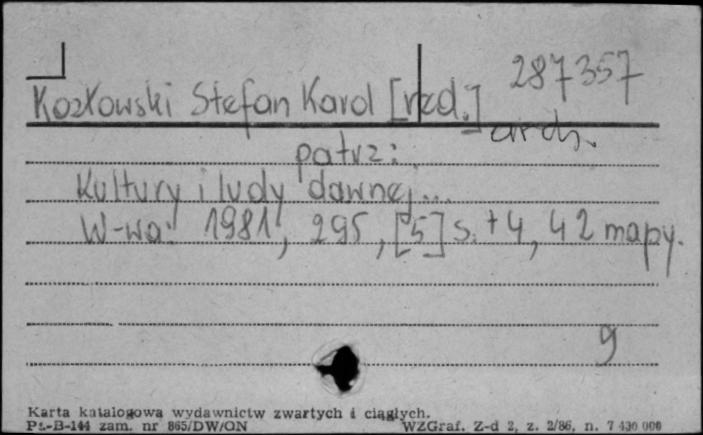 287357
Kozłowski Stefan Karol [red.]
arch.
patrz:
Kultury i ludy dawnej...
W-wa: 1981, 295, [5] s. + 4, 42 mapy.
9
Karta katalogowa wydawnictw zwartych i ciągłych.
Pt.-B-144 zam. nr 865/DW/ON WZGraf. Z-d 2, z. 2/86, n. 7 430 000